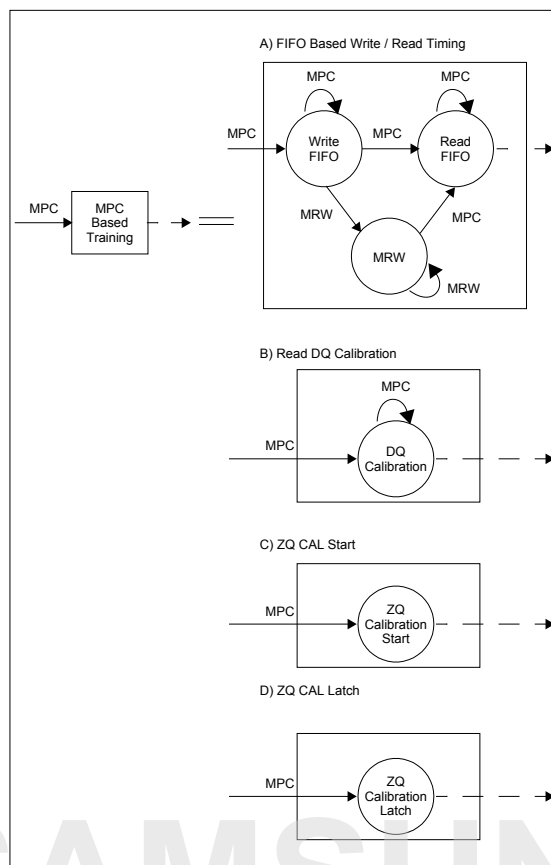 A) FIFO Based Write / Read Timing
MPC
MPC
MPC
Write
FIFO
MPC
Read
FIFO
MPC
MPC
Based
Training
MRW
MPC
MRW
MRW
B) Read DQ Calibration
MPC
MPC
DQ
Calibration
C) ZQ CAL Start
MPC
ZQ
Calibration
Start
D) ZQ CAL Latch
MPC
ZQ
Calibration
Latch